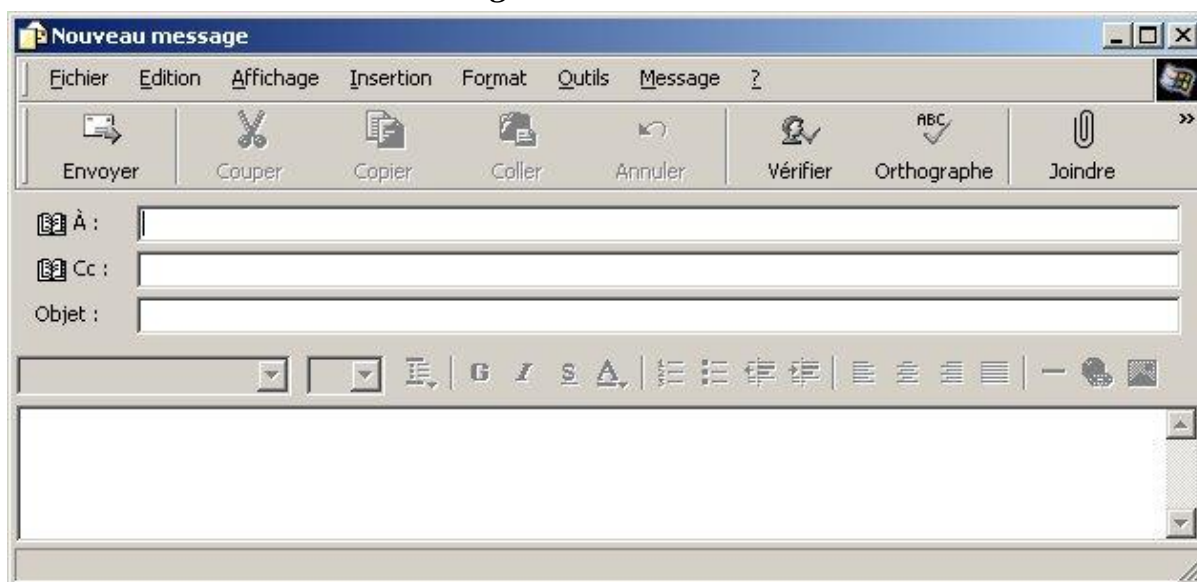 Nouveau message
Fichier Edition Affichage Insertion Format Outils Message ?
ABC
Envoyer Couper Copier Coller Annuler Vérifier Orthographe Joindre »
À :
Cc :
Objet :
G I S A